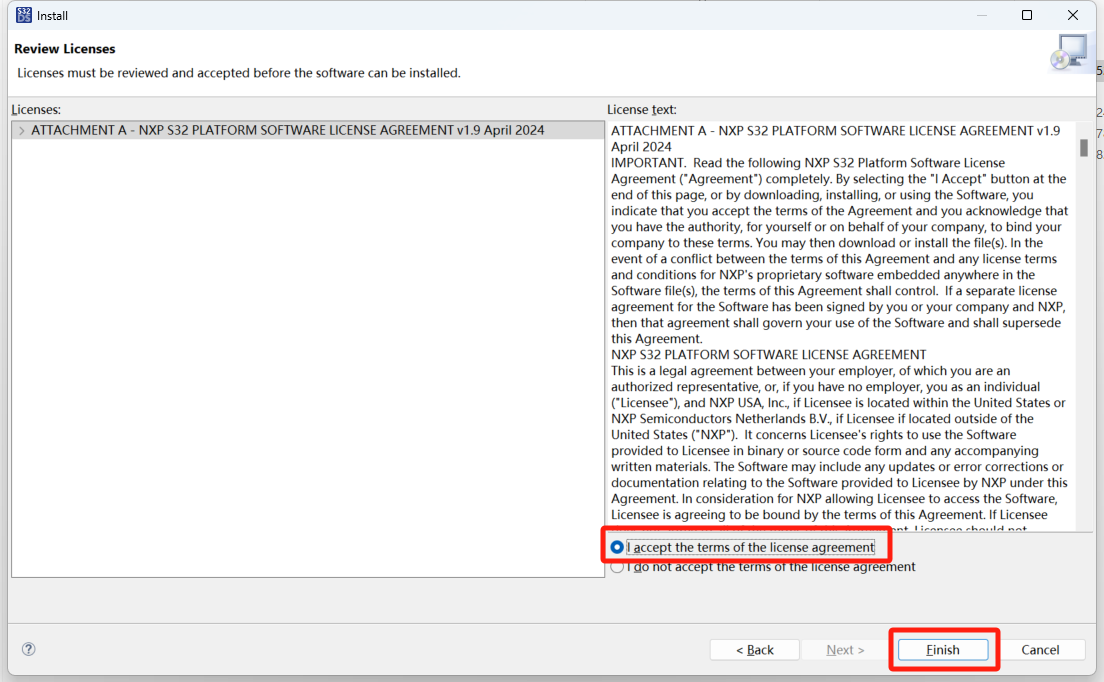 S32
DS
Install
Review Licenses
Licenses must be reviewed and accepted before the software can be installed.
Licenses:
ATTACHMENT A - NXP S32 PLATFORM SOFTWARE LICENSE AGREEMENT v1.9 April 2024
License text:
ATTACHMENT A - NXP S32 PLATFORM SOFTWARE LICENSE AGREEMENT v1.9
April 2024
IMPORTANT.  Read the following NXP S32 Platform Software License
Agreement ("Agreement") completely. By selecting the "I Accept" button at the
end of this page, or by downloading, installing, or using the Software, you
indicate that you accept the terms of the Agreement and you acknowledge that
you have the authority, for yourself or on behalf of your company, to bind your
company to these terms. You may then download or install the file(s). In the
event of a conflict between the terms of this Agreement and any license terms
and conditions for NXP's proprietary software embedded anywhere in the
Software file(s), the terms of this Agreement shall control.  If a separate license
agreement for the Software has been signed by you or your company and NXP,
then that agreement shall govern your use of the Software and shall supersede
this Agreement.
NXP S32 PLATFORM SOFTWARE LICENSE AGREEMENT
This is a legal agreement between your employer, of which you are an
authorized representative, or, if you have no employer, you as an individual
("Licensee"), and NXP USA, Inc., if Licensee is located within the United States or
NXP Semiconductors Netherlands B.V., if Licensee if located outside of the
United States ("NXP").  It concerns Licensee's rights to use the Software
provided to Licensee in binary or source code form and any accompanying
written materials. The Software may include any updates or error corrections or
documentation relating to the Software provided to Licensee by NXP under this
Agreement. In consideration for NXP allowing Licensee to access the Software,
Licensee is agreeing to be bound by the terms of this Agreement. If Licensee
Licensee should not
I accept the terms of the license agreement
I do not accept the terms of the license agreement
< Back
Next >
Finish
Cancel